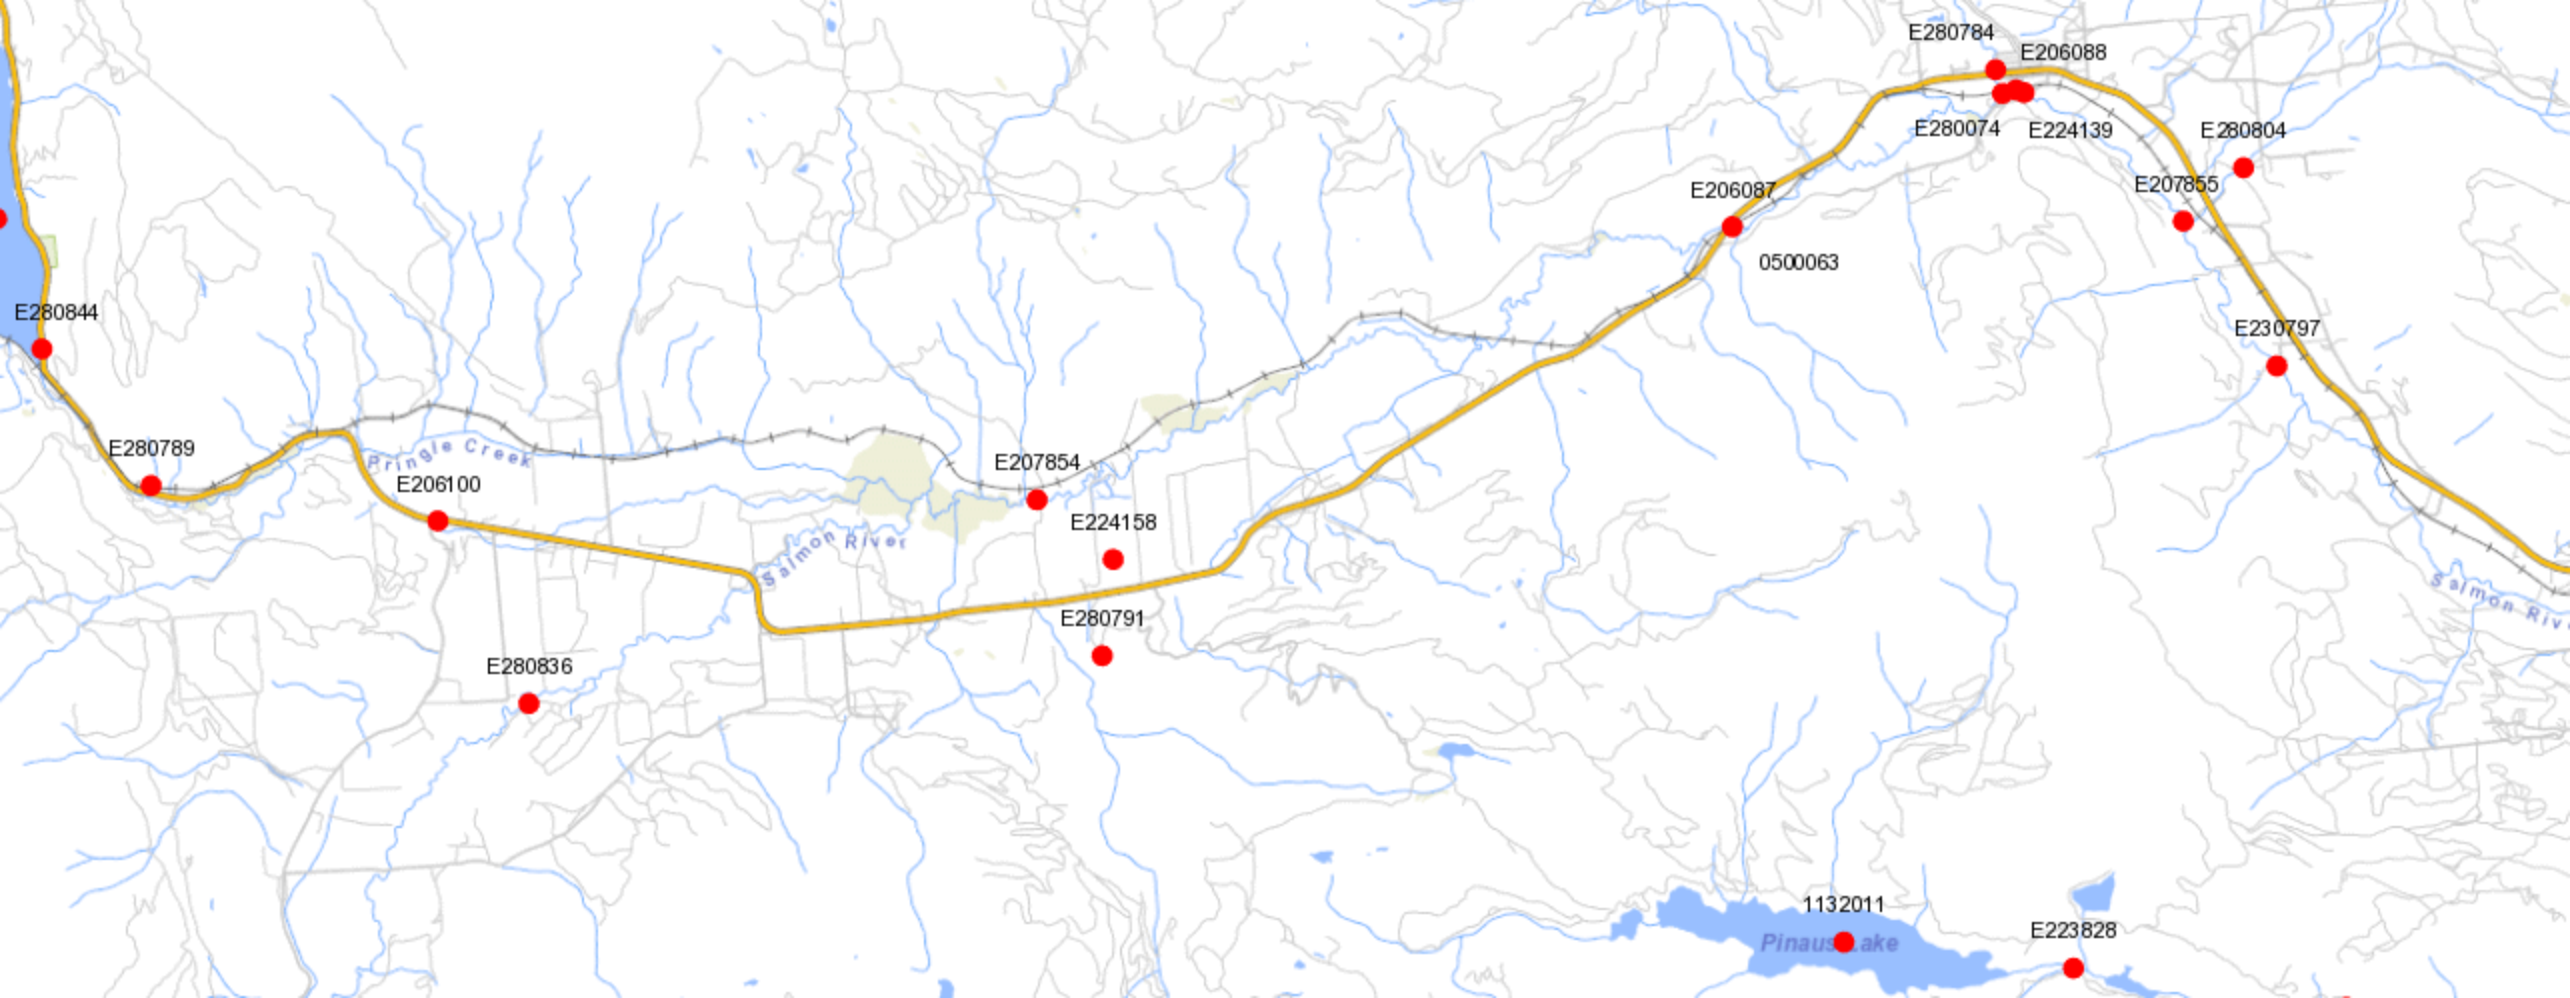 E280784
E206088
E280074
E224139
E280804
E207855
E206087
0500063
E280844
E230797
E280789
Pringle Creek
E207854
E206100
E224158
Salmon River
Salmon Riv
E280791
E280836
1132011
Pinaus Lake
E223828